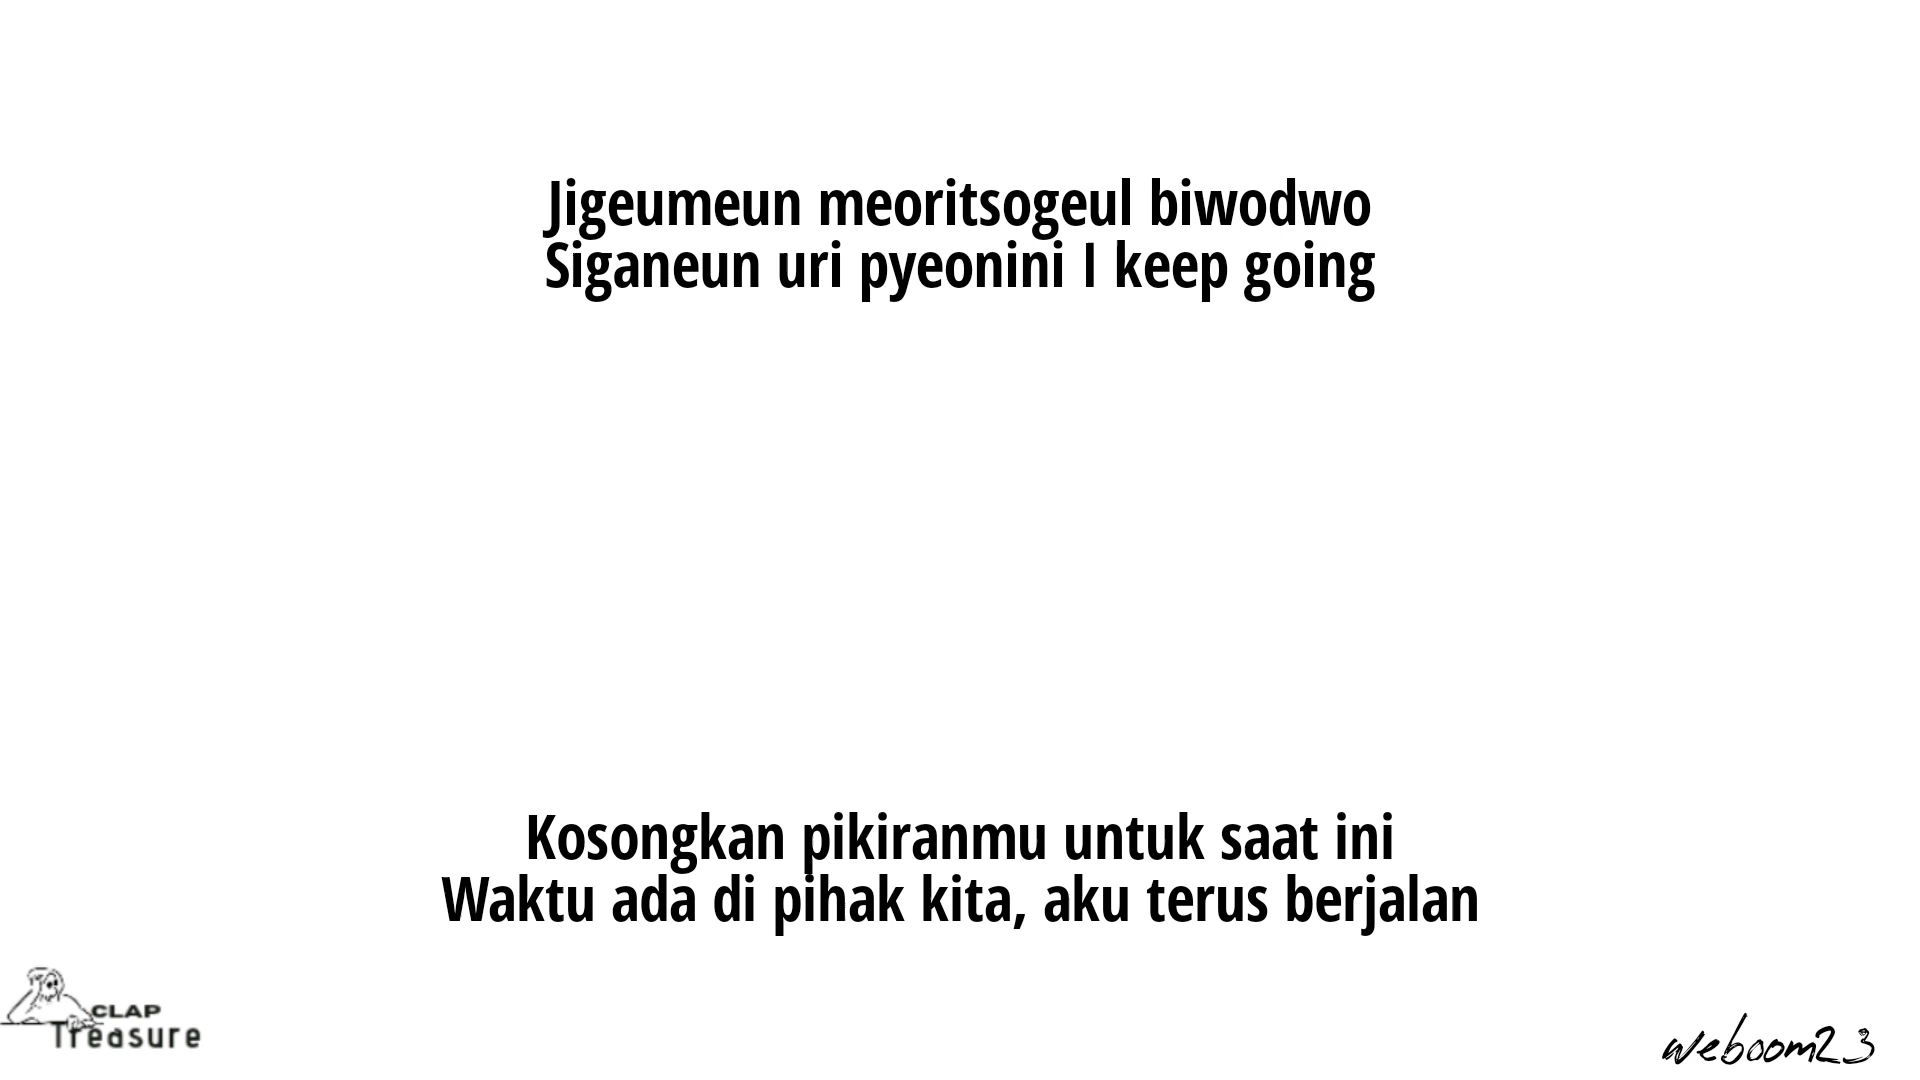 Jigeumeun meoritsogeul biwodwo
Siganeun uri pyeonini I keep going
Kosongkan pikiranmu untuk saat ini
Waktu ada di pihak kita, aku terus berjalan
CLAP
Treasure
weboom23